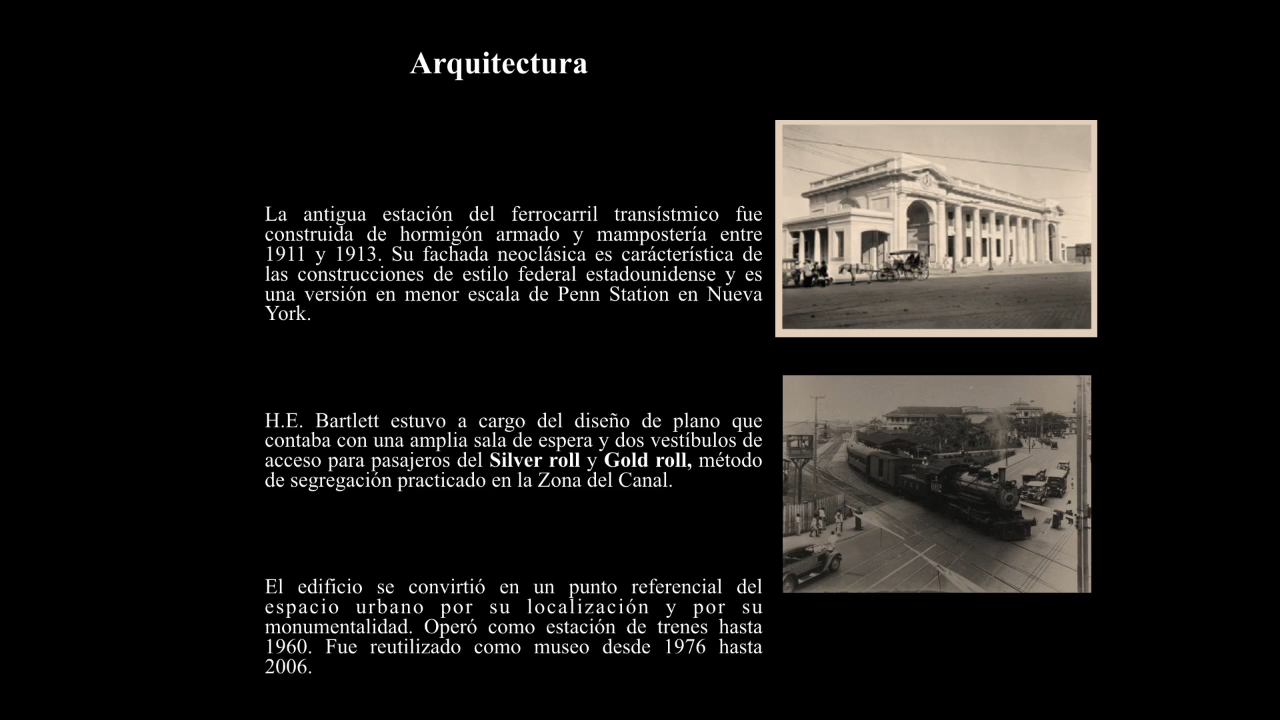 Arquitectura
La antigua estación del ferrocarril transístmico fue
construida de hormigón armado y mampostería entre
1911 y 1913. Su fachada neoclásica es carácterística de
las construcciones de estilo federal estadounidense y es
una versión en menor escala de Penn Station en Nueva
York.
H.E. Bartlett estuvo a cargo del diseño de plano que
contaba con una amplia sala de espera y dos vestíbulos de
acceso para pasajeros del Silver roll y Gold roll, método
de segregación practicado en la Zona del Canal.
El edificio se convirtió en un punto referencial del
espacio urbano por su localización y por su
monumentalidad. Operó como estación de trenes hasta
1960. Fue reutilizado como museo desde 1976 hasta
2006.